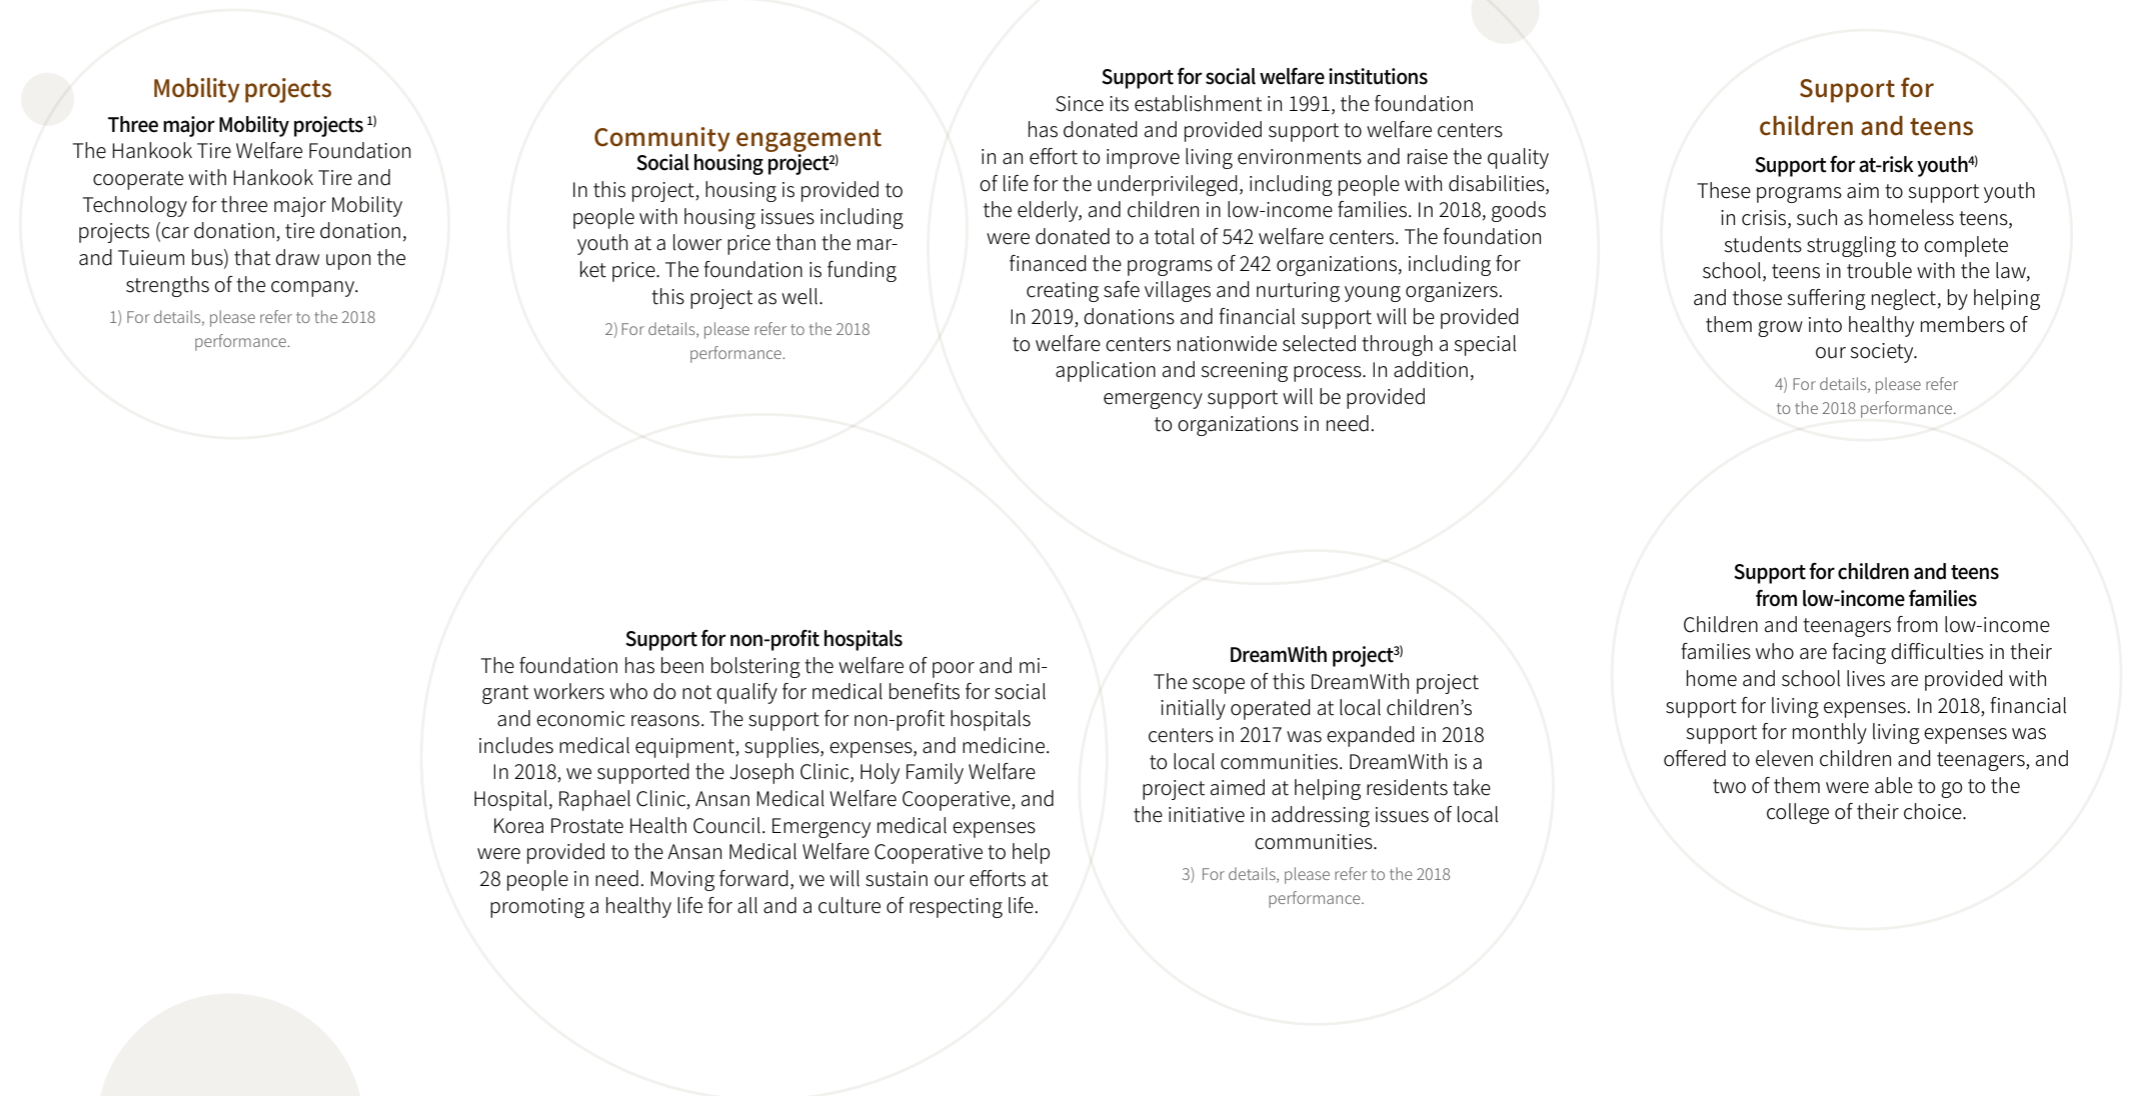 Mobility projects
Three major Mobility projects 1)
The Hankook Tire Welfare Foundation
cooperate with Hankook Tire and
Technology for three major Mobility
projects (car donation, tire donation,
and Tuieum bus) that draw upon the
strengths of the company.
1) For details, please refer to the 2018
performance.
Community engagement
Social housing project2)
In this project, housing is provided to
people with housing issues including
youth at a lower price than the mar-
ket price. The foundation is funding
this project as well.
2) For details, please refer to the 2018
performance.
Support for social welfare institutions
Since its establishment in 1991, the foundation
has donated and provided support to welfare centers
in an effort to improve living environments and raise the quality
of life for the underprivileged, including people with disabilities,
the elderly, and children in low-income families. In 2018, goods
were donated to a total of 542 welfare centers. The foundation
financed the programs of 242 organizations, including for
creating safe villages and nurturing young organizers.
In 2019, donations and financial support will be provided
to welfare centers nationwide selected through a special
application and screening process. In addition,
emergency support will be provided
to organizations in need.
Support for non-profit hospitals
The foundation has been bolstering the welfare of poor and mi-
grant workers who do not qualify for medical benefits for social
and economic reasons. The support for non-profit hospitals
includes medical equipment, supplies, expenses, and medicine.
In 2018, we supported the Joseph Clinic, Holy Family Welfare
Hospital, Raphael Clinic, Ansan Medical Welfare Cooperative, and
Korea Prostate Health Council. Emergency medical expenses
were provided to the Ansan Medical Welfare Cooperative to help
28 people in need. Moving forward, we will sustain our efforts at
promoting a healthy life for all and a culture of respecting life.
DreamWith project3)
The scope of this DreamWith project
initially operated at local children's
centers in 2017 was expanded in 2018
to local communities. DreamWith is a
project aimed at helping residents take
the initiative in addressing issues of local
communities.
3) For details, please refer to the 2018
performance.
Support for
children and teens
Support for at-risk youth4)
These programs aim to support youth
in crisis, such as homeless teens,
students struggling to complete
school, teens in trouble with the law,
and those suffering neglect, by helping
them grow into healthy members of
our society.
4) For details, please refer
to the 2018 performance.
Support for children and teens
from low-income families
Children and teenagers from low-income
families who are facing difficulties in their
home and school lives are provided with
support for living expenses. In 2018, financial
support for monthly living expenses was
offered to eleven children and teenagers, and
two of them were able to go to the
college of their choice.